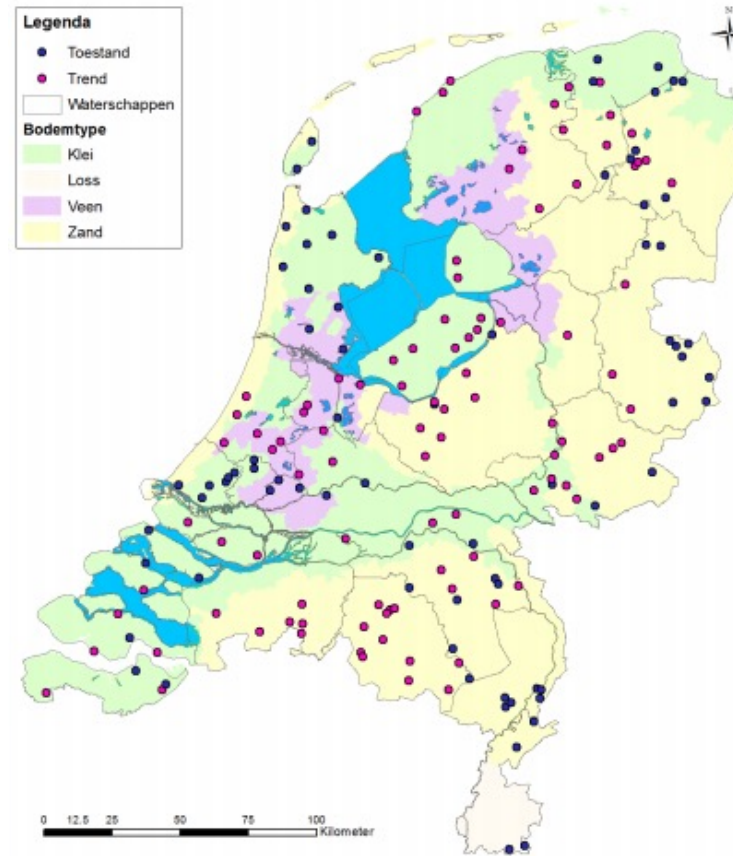 Legenda
Toestand
Trend
Waterschappen
Bodemtype
Klei
Loss
Veen
Zand
N
0 12.5 25 50 75 100
Kilometer